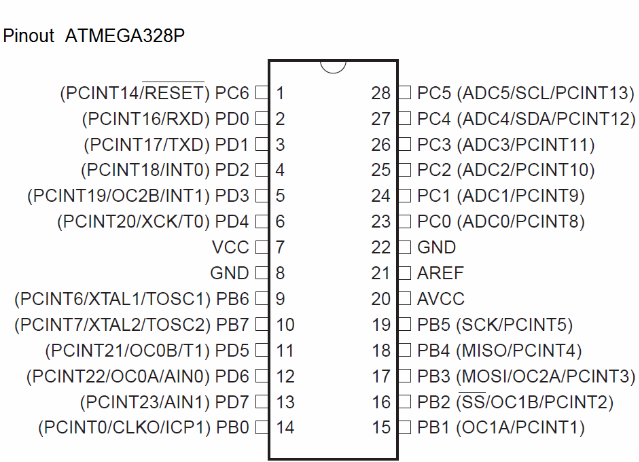 Pinout ATMEGA328P
(PCINT14/RESET) PC6 1 28 PC5 (ADC5/SCL/PCINT13)
(PCINT16/RXD) PD0 2 27 PC4 (ADC4/SDA/PCINT12)
(PCINT17/TXD) PD1 3 26 PC3 (ADC3/PCINT11)
(PCINT18/INT0) PD2 4 25 PC2 (ADC2/PCINT10)
(PCINT19/OC2B/INT1) PD3 5 24 PC1 (ADC1/PCINT9)
(PCINT20/XCK/T0) PD4 6 23 PC0 (ADC0/PCINT8)
VCC 7 22 GND
GND 8 21 AREF
(PCINT6/XTAL1/TOSC1) PB6 9 20 AVCC
(PCINT7/XTAL2/TOSC2) PB7 10 19 PB5 (SCK/PCINT5)
(PCINT21/OC0B/T1) PD5 11 18 PB4 (MISO/PCINT4)
(PCINT22/OC0A/AIN0) PD6 12 17 PB3 (MOSI/OC2A/PCINT3)
(PCINT23/AIN1) PD7 13 16 PB2 (SS/OC1B/PCINT2)
(PCINT0/CLKO/ICP1) PB0 14 15 PB1 (OC1A/PCINT1)